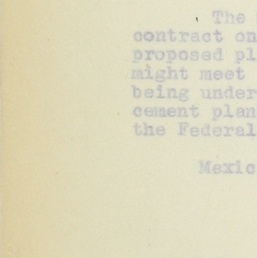 The
contract on
proposed pl
might meet
being under
cement plan
the Federal
Mexic